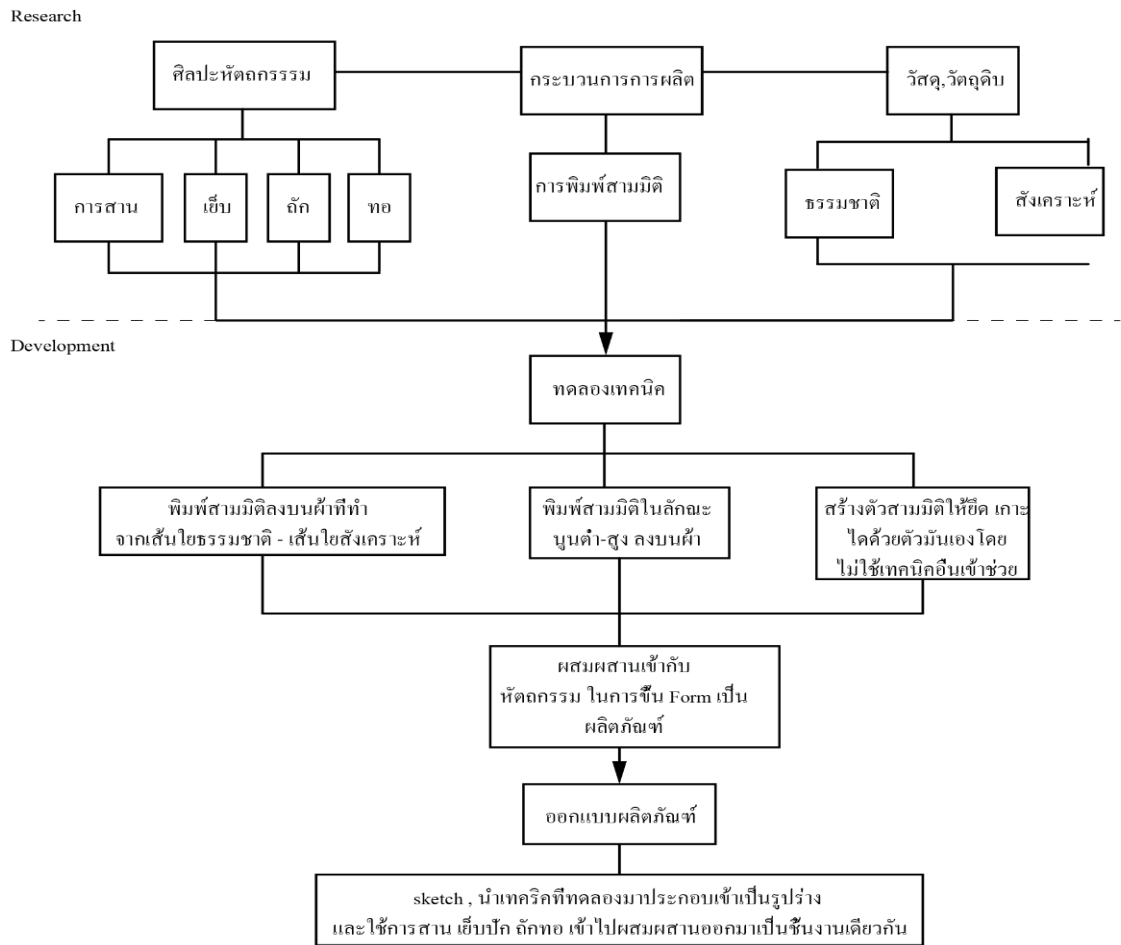 Research
ศิลปะหัตถกรรรม
กระบวนการการผลิต
วัสดุ,วัตถุดิบ
การสาน
เย็บ
ถัก
ทอ
การพิมพ์สามมิติ
ธรรมชาติ
สังเคราะห์
Development
ทดลองเทคนิค
พิมพ์สามมิติลงบนผ้าที่ทำ
จากเส้นใยธรรมชาติ - เส้นใยสังเคราะห์
พิมพ์สามมิติในลักณะ
นูนต่ำ-สูง ลงบนผ้า
สร้างตัวสามมิติให้ยึด เกาะ
ไดด้วยตัวมันเองโดย
ไม่ใช้เทคนิคอื่นเข้าช่วย
ผสมผสานเข้ากับ
หัตถกรรม ในการขึ้น Form เป็น
ผลิตภัณฑ์
ออกแบบผลิตภัณฑ์
sketch , นำเทคริคที่ทดลองมาประกอบเข้าเป็นรูปร่าง
และใช้การสาน เย็บปัก ถักทอ เข้าไปผสมผสานออกมาเป็นชิ้นงานเดียวกัน